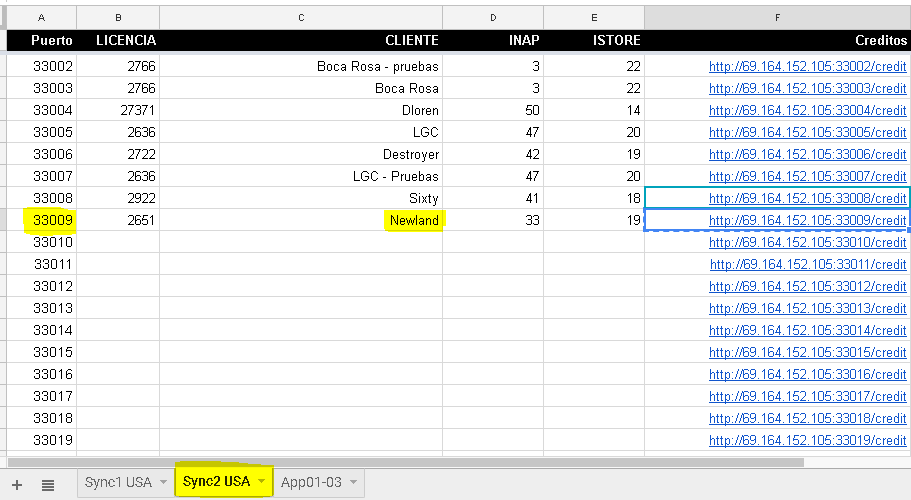 A B C D E F
Puerto LICENCIA CLIENTE INAP ISTORE Creditos
33002 2766 Boca Rosa - pruebas 3 22 http://69.164.152.105:33002/credit
33003 2766 Boca Rosa 3 22 http://69.164.152.105:33003/credit
33004 27371 Dloren 50 14 http://69.164.152.105:33004/credit
33005 2636 LGC 47 20 http://69.164.152.105:33005/credit
33006 2722 Destroyer 42 19 http://69.164.152.105:33006/credit
33007 2636 LGC - Pruebas 47 20 http://69.164.152.105:33007/credit
33008 2922 Sixty 41 18 http://69.164.152.105:33008/credit
33009 2651 Newland 33 19 http://69.164.152.105:33009/credit
33010 http://69.164.152.105:33010/credit
33011 http://69.164.152.105:33011/credit
33012 http://69.164.152.105:33012/credit
33013 http://69.164.152.105:33013/credit
33014 http://69.164.152.105:33014/credit
33015 http://69.164.152.105:33015/credit
33016 http://69.164.152.105:33016/credit
33017 http://69.164.152.105:33017/credit
33018 http://69.164.152.105:33018/credit
33019 http://69.164.152.105:33019/credit
Sync1 USA Sync2 USA App01-03